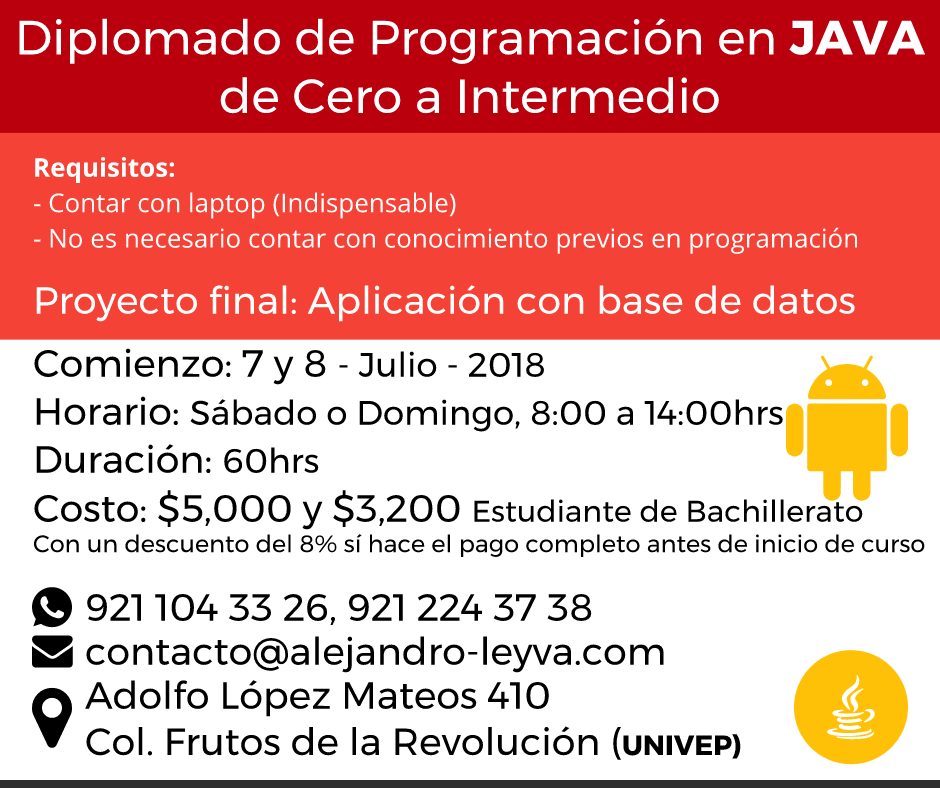 Diplomado de Programación en JAVA
de Cero a Intermedio
Requisitos:
- Contar con laptop (Indispensable)
- No es necesario contar con conocimiento previos en programación
Proyecto final: Aplicación con base de datos
Comienzo: 7 y 8 - Julio - 2018
Horario: Sábado o Domingo, 8:00 a 14:00hrs
Duración: 60hrs
Costo: $5,000 y $3,200 Estudiante de Bachillerato
Con un descuento del 8% sí hace el pago completo antes de inicio de curso
921 104 33 26, 921 224 37 38
contacto@alejandro-leyva.com
Adolfo López Mateos 410
Col. Frutos de la Revolución (UNIVEP)